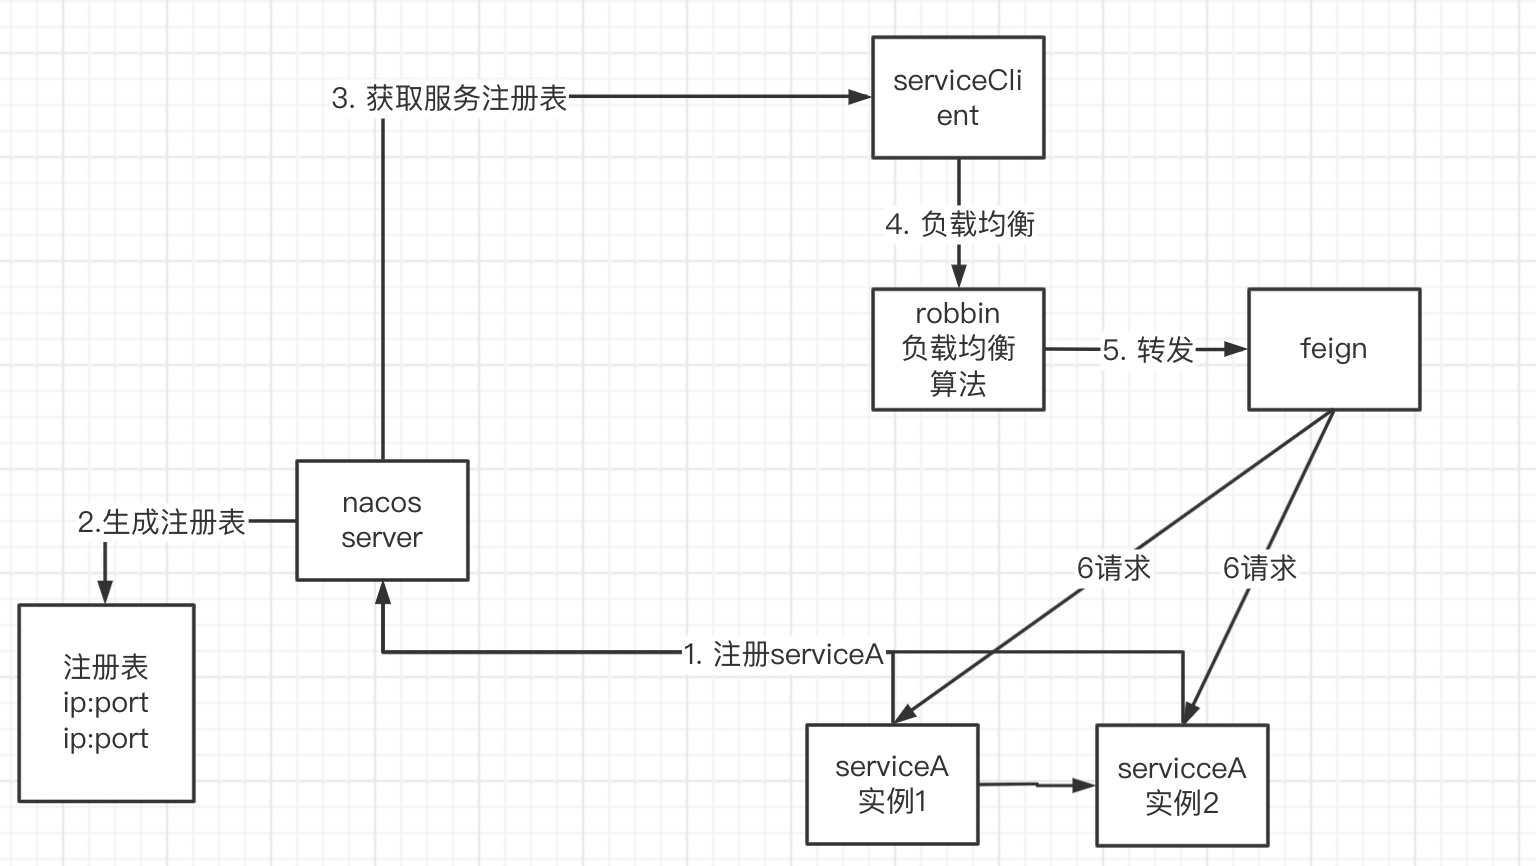 serviceCli
ent
3. 获取服务注册表
4. 负载均衡
robbin
负载均衡
算法
5. 转发
feign
nacos
server
2.生成注册表
6请求
6请求
注册表
ip:port
ip:port
1. 注册serviceA
serviceA
实例1
servicceA
实例2